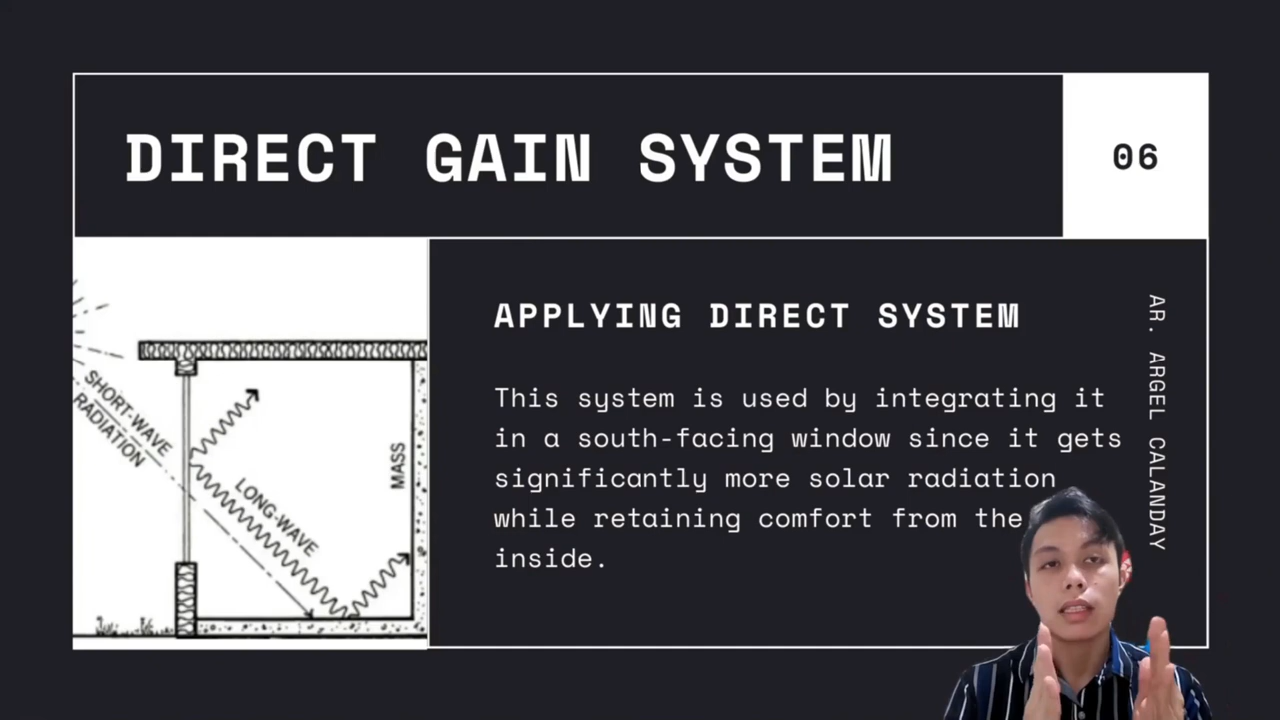 DIRECT GAIN SYSTEM
06
SHORT-WAVE
RADIATION
LONG-WAVE
MASS
APPLYING DIRECT SYSTEM
This system is used by integrating it
in a south-facing window since it gets
significantly more solar radiation
while retaining comfort from the
inside.
AR. ARGEL CALANDAY